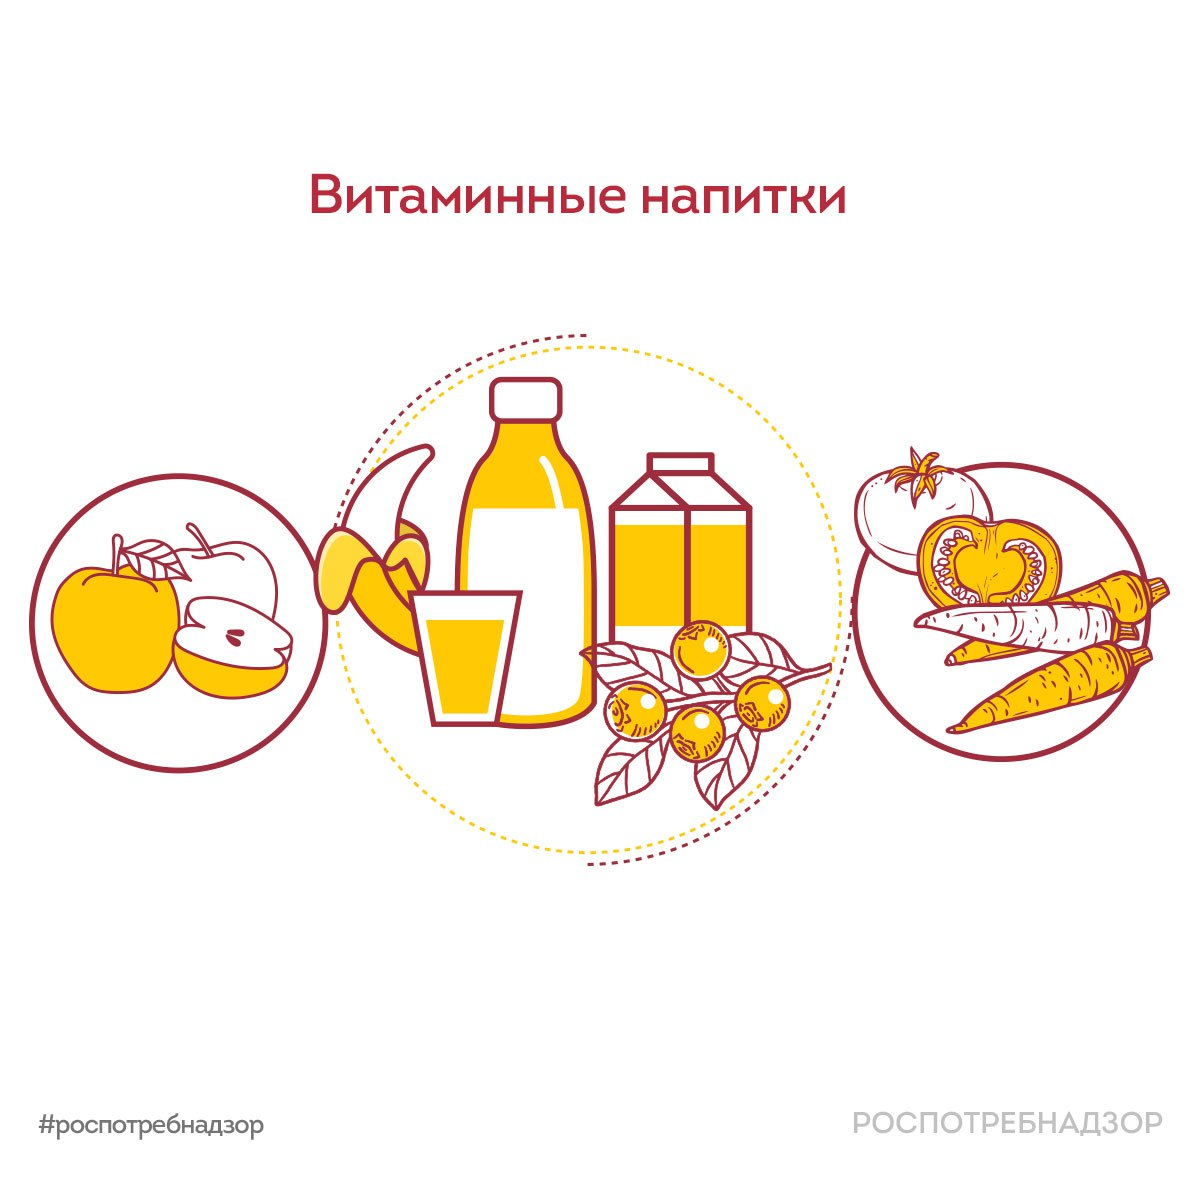 Витаминные напитки
#роспотребнадзор
РОСПОТРЕБНАДЗОР